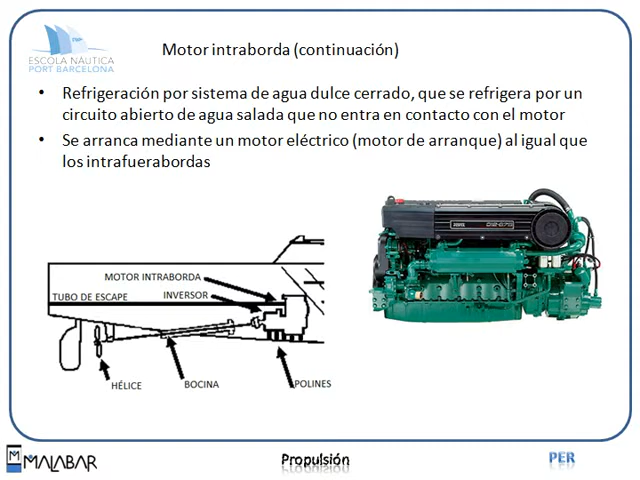 Motor intraborda (continuación)
ESCOLA NÀUTICA
PORT BARCELONA
• Refrigeración por sistema de agua dulce cerrado, que se refrigera por un
circuito abierto de agua salada que no entra en contacto con el motor
• Se arranca mediante un motor eléctrico (motor de arranque) al igual que
los intrafuerabordas
MOTOR INTRABORDA
TUBO DE ESCAPE
INVERSOR
HÉLICE
BOCINA
POLINES
MALABAR
Propulsión
PER